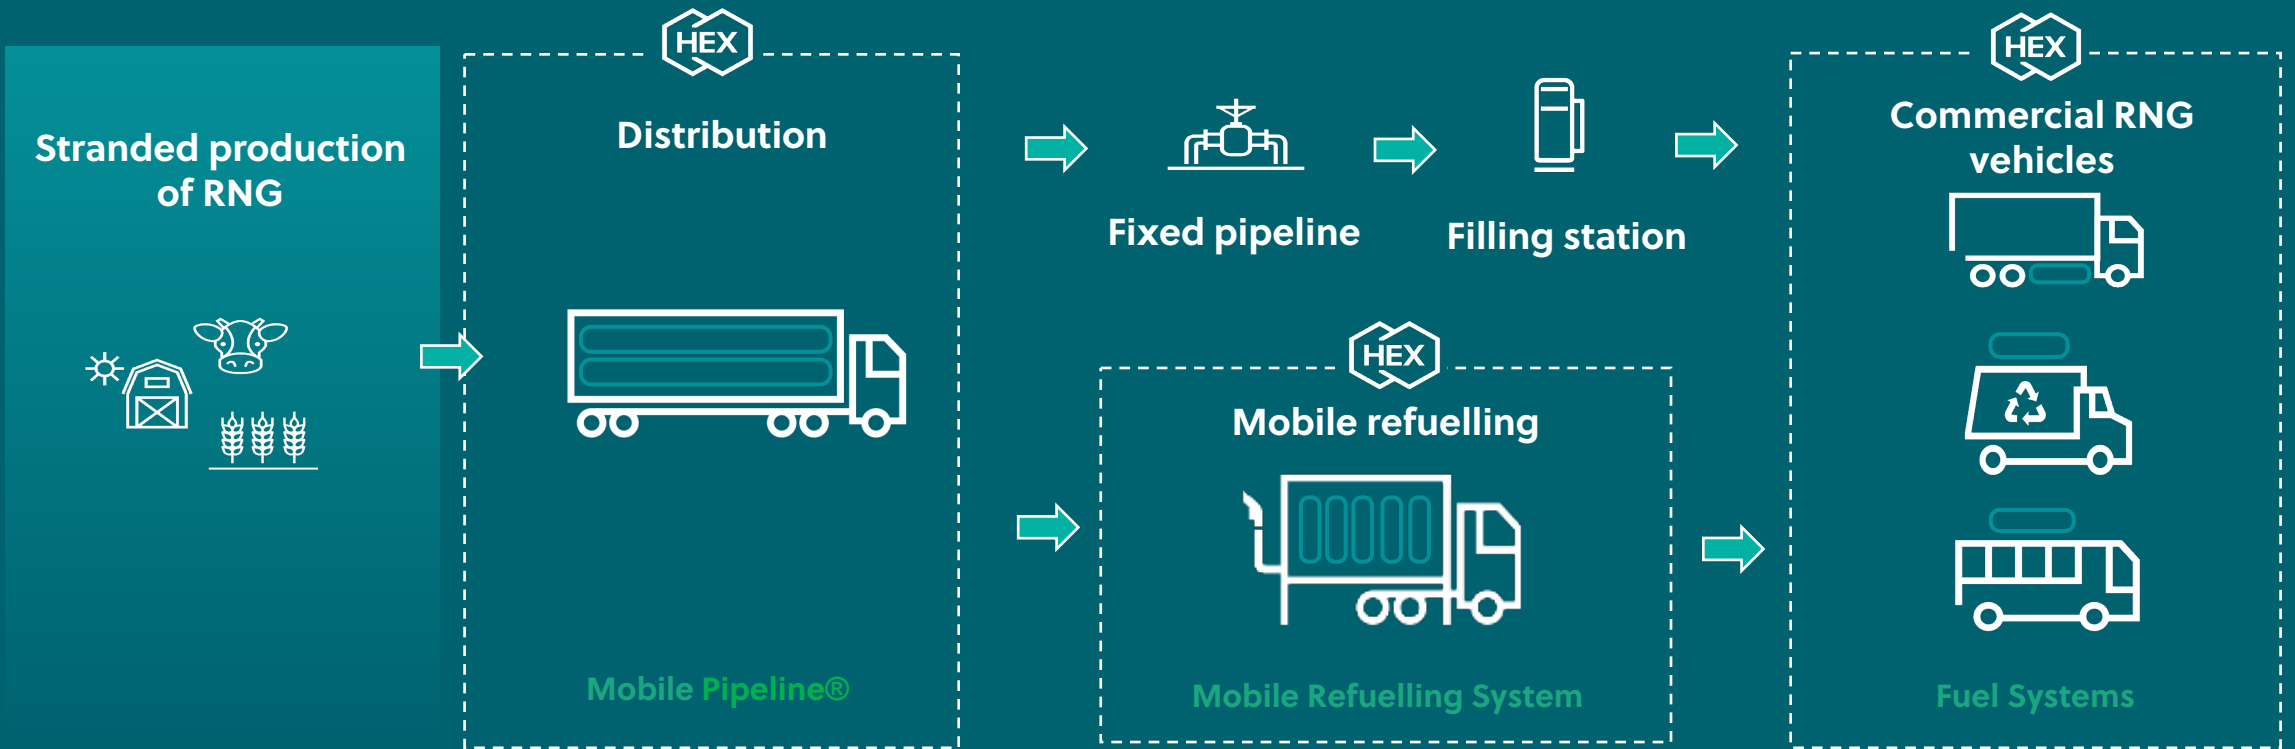 Stranded production
of RNG
HEX
Distribution
Mobile Pipeline®
Fixed pipeline
Filling station
HEX
Mobile refuelling
Mobile Refuelling System
HEX
Commercial RNG
vehicles
Fuel Systems